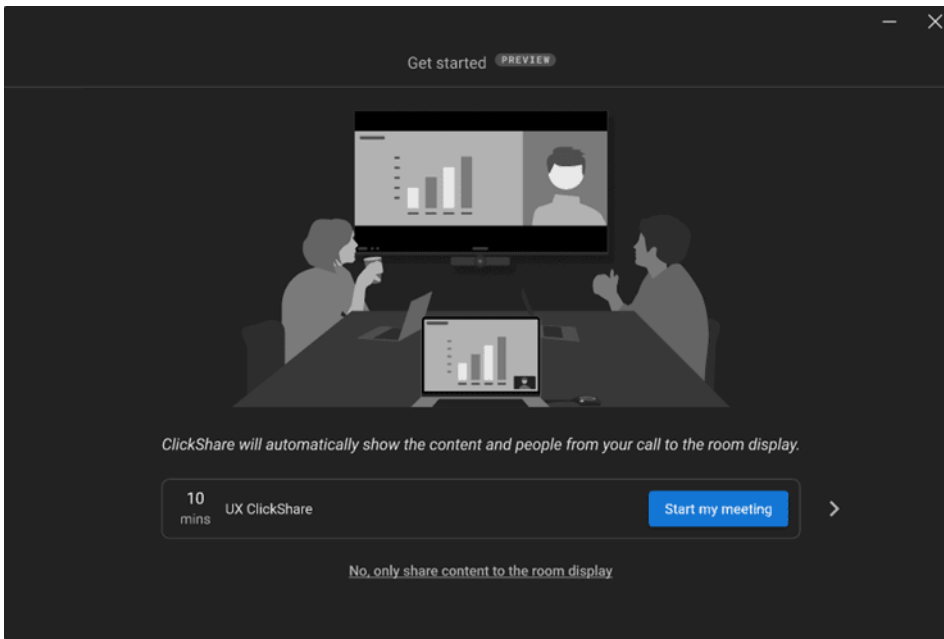 Get started PREVIEW
ClickShare will automatically show the content and people from your call to the room display.
10
mins
UX ClickShare
Start my meeting
No, only share content to the room display